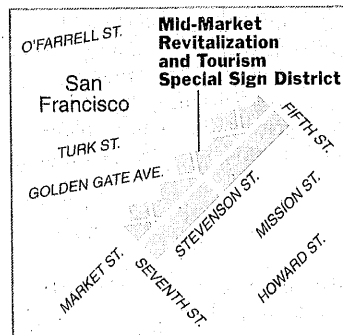 O'FARRELL ST.
Mid-Market
Revitalization
and Tourism
Special Sign District
San
Francisco
FIFTH ST.
TURK ST.
GOLDEN GATE AVE.
STEVENSON ST.
MISSION ST.
MARKET ST.
SEVENTH ST.
HOWARD ST.